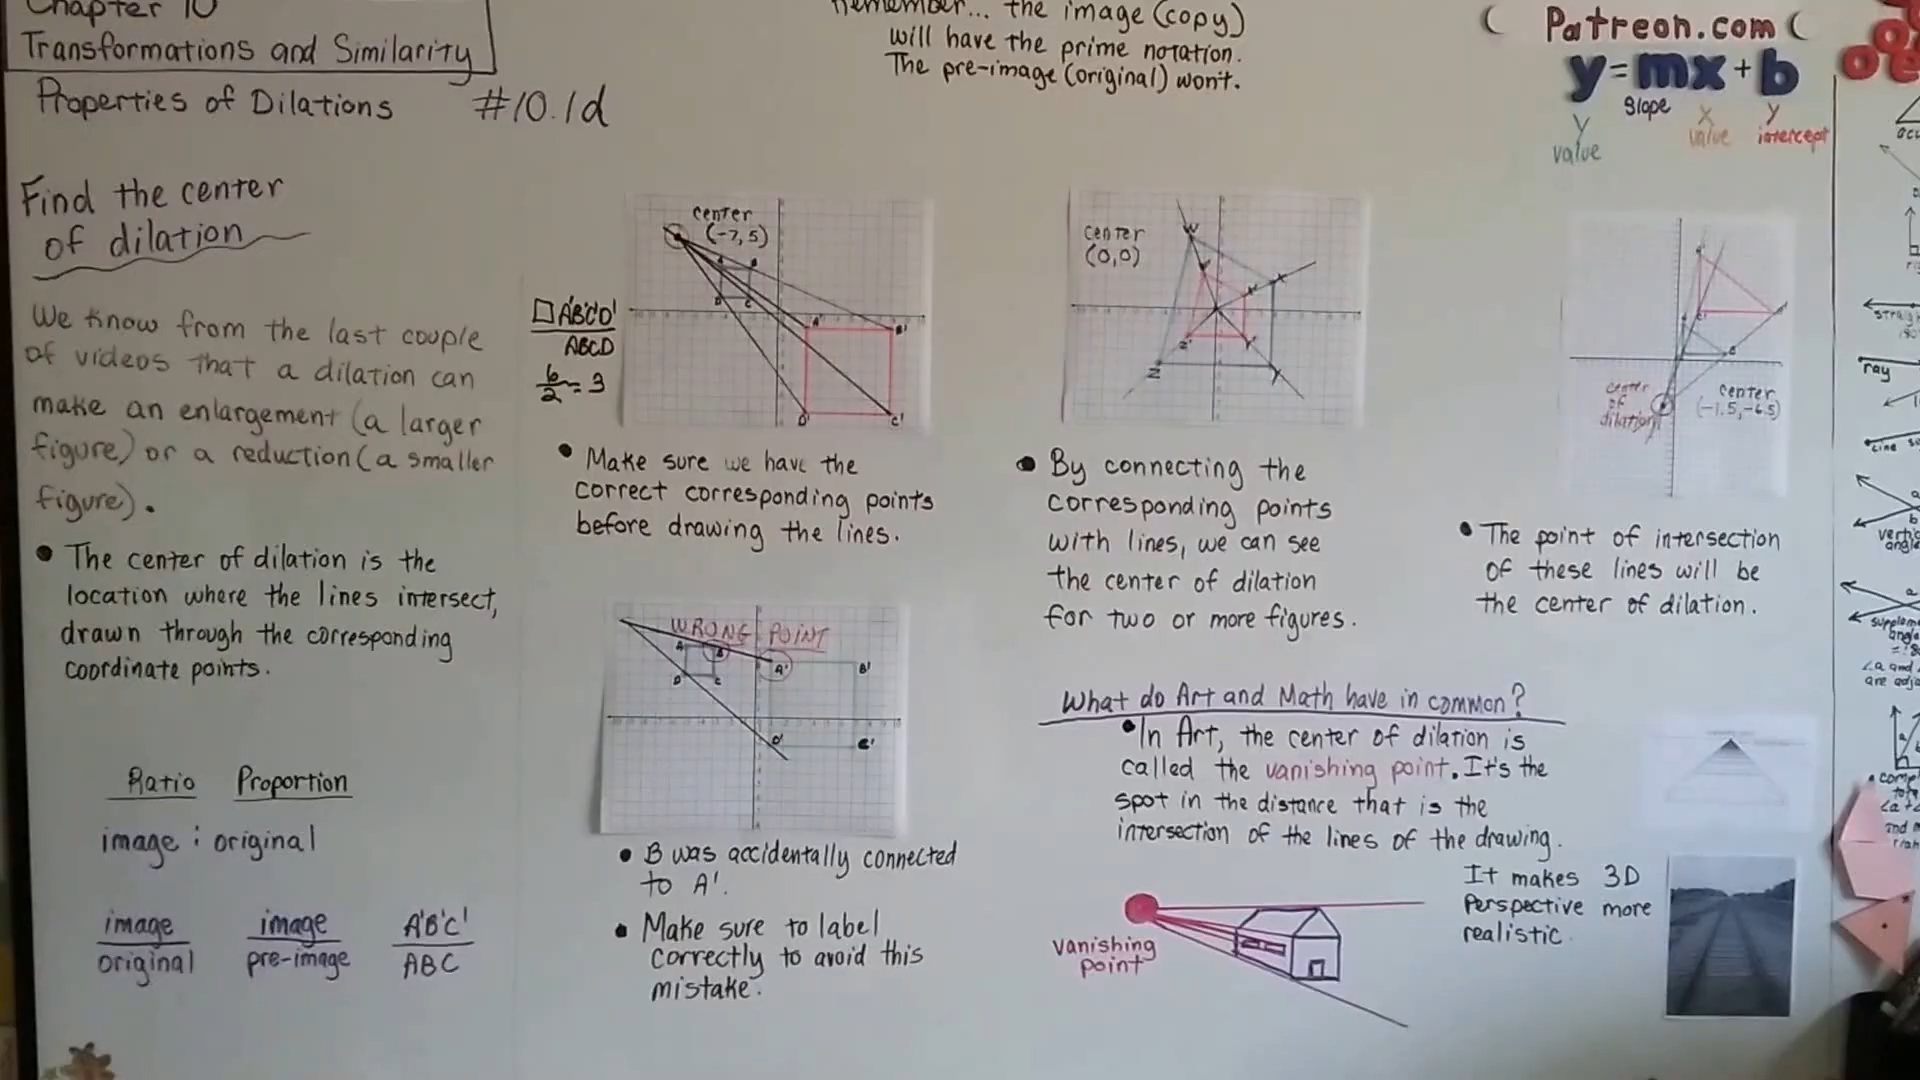 Chapter 10
Transformations and Similarity
Properties of Dilations #10.1d
Remember... the image (copy)
will have the prime notation.
The pre-image (original) won't.
Patreon.com
y=mx+b
slope
y
value
x
value
y
intercept
Find the center
of dilation
We know from the last couple
of videos that a dilation can
make an enlargement (a larger
figure) or a reduction (a smaller
figure).
• The center of dilation is the
location where the lines intersect,
drawn through the corresponding
coordinate points.
Ratio Proportion
image : original
image
original
image
pre-image
A'B'C'
ABC
center
(-7,5)
A
B
D
C
A'
B'
D'
C'
□A'B'C'D'
ABCD
6/2 = 3
• Make sure we have the
correct corresponding points
before drawing the lines.
WRONG POINT
A
B
D
C
A'
B'
D'
C'
• B was accidentally connected
to A'.
• Make sure to label
correctly to avoid this
mistake.
center
(0,0)
W
X
W'
X'
Z'
Y'
Z
Y
• By connecting the
corresponding points
with lines, we can see
the center of dilation
for two or more figures.
center
of
dilation
center
(-1.5,-6.5)
• The point of intersection
of these lines will be
the center of dilation.
What do Art and Math have in common?
• In Art, the center of dilation is
called the vanishing point. It's the
spot in the distance that is the
intersection of the lines of the drawing.
It makes 3D
Perspective more
realistic.
vanishing
point
ray